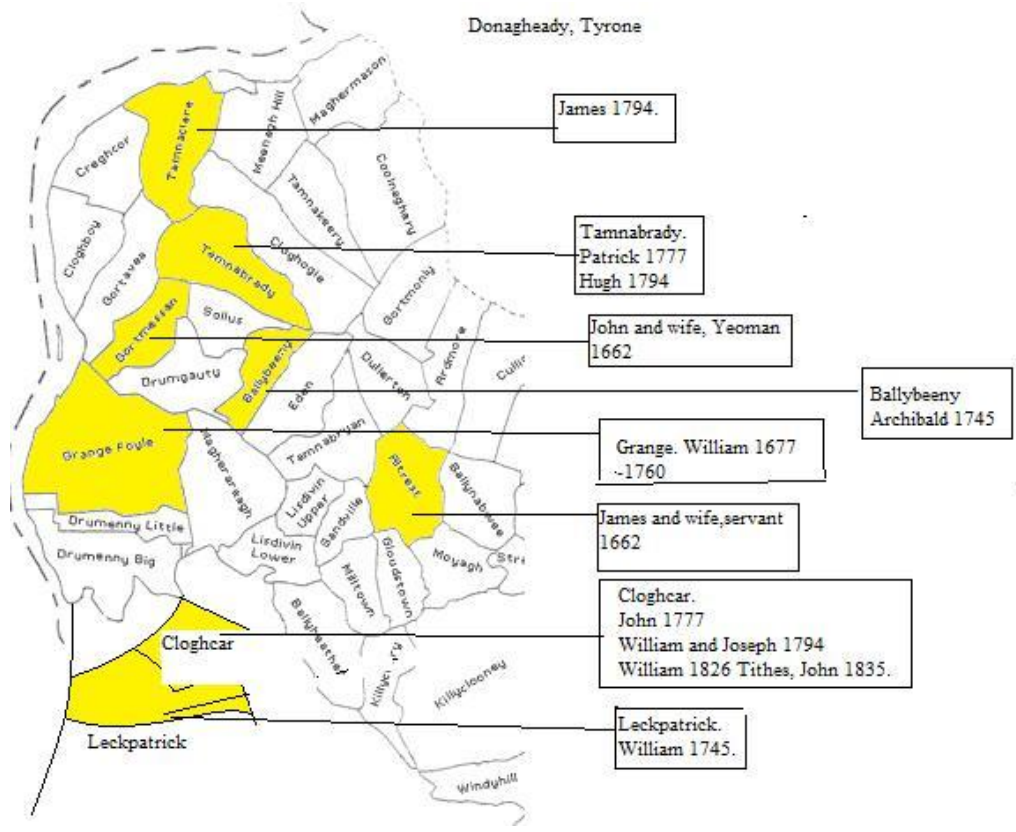 Donagheady, Tyrone
James 1794.
Maghermason
Meenagh Hill
Tamnaclare
Creghcor
Coolmaghary
Tamnakeery
Tamnabrady.
Patrick 1777
Hugh 1794
Cloghboy
Cloghogle
Tamnabrady
Gortavea
Gortmonly
Sollus
Gortmessan
John and wife, Yeoman
1662
Ardmore
Cullin
Dullerton
Ballybeeny
Drumgauty
Eden
Ballybeeny
Archibald 1745
Grange Foyle
Magherareagh
Tamnabryan
Altrest
Grange. William 1677
-1760
Lisdivin
Upper
Sandville
Drumenny Little
James and wife,servant
1662
Lisdivin
Lower
Drumenny Big
Milltown
Gloudstown
Moyagh
Stra
Cloghcar.
John 1777
William and Joseph 1794
William 1826 Tithes, John 1835.
Cloghcar
Ballyheather
Killyclooney
Leckpatrick.
William 1745.
Leckpatrick
Windyhill